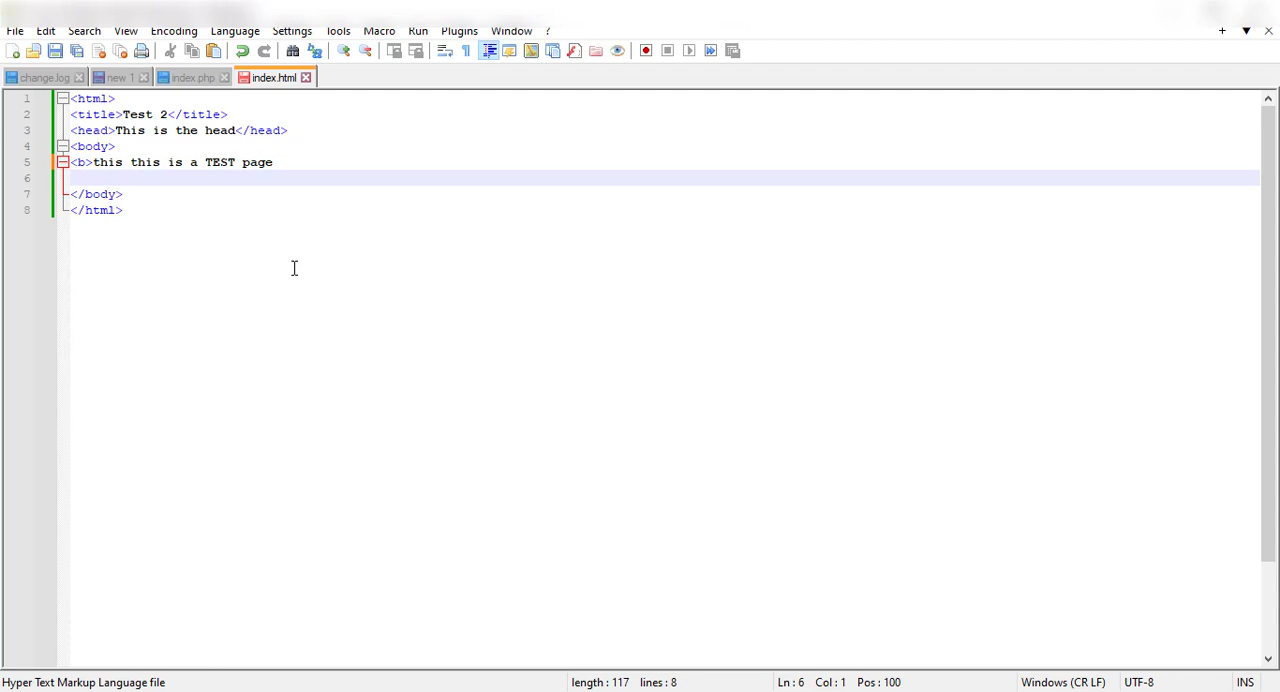 File Edit Search View Encoding Language Settings Tools Macro Run Plugins Window ? + ▼ ✕
change.log new 1 index.php index.html
1 <html>
2 <title>Test 2</title>
3 <head>This is the head</head>
4 <body>
5 <b>this this is a TEST page
6
7 </body>
8 </html>
Hyper Text Markup Language file length : 117 lines : 8 Ln : 6 Col : 1 Pos : 100 Windows (CR LF) UTF-8 INS